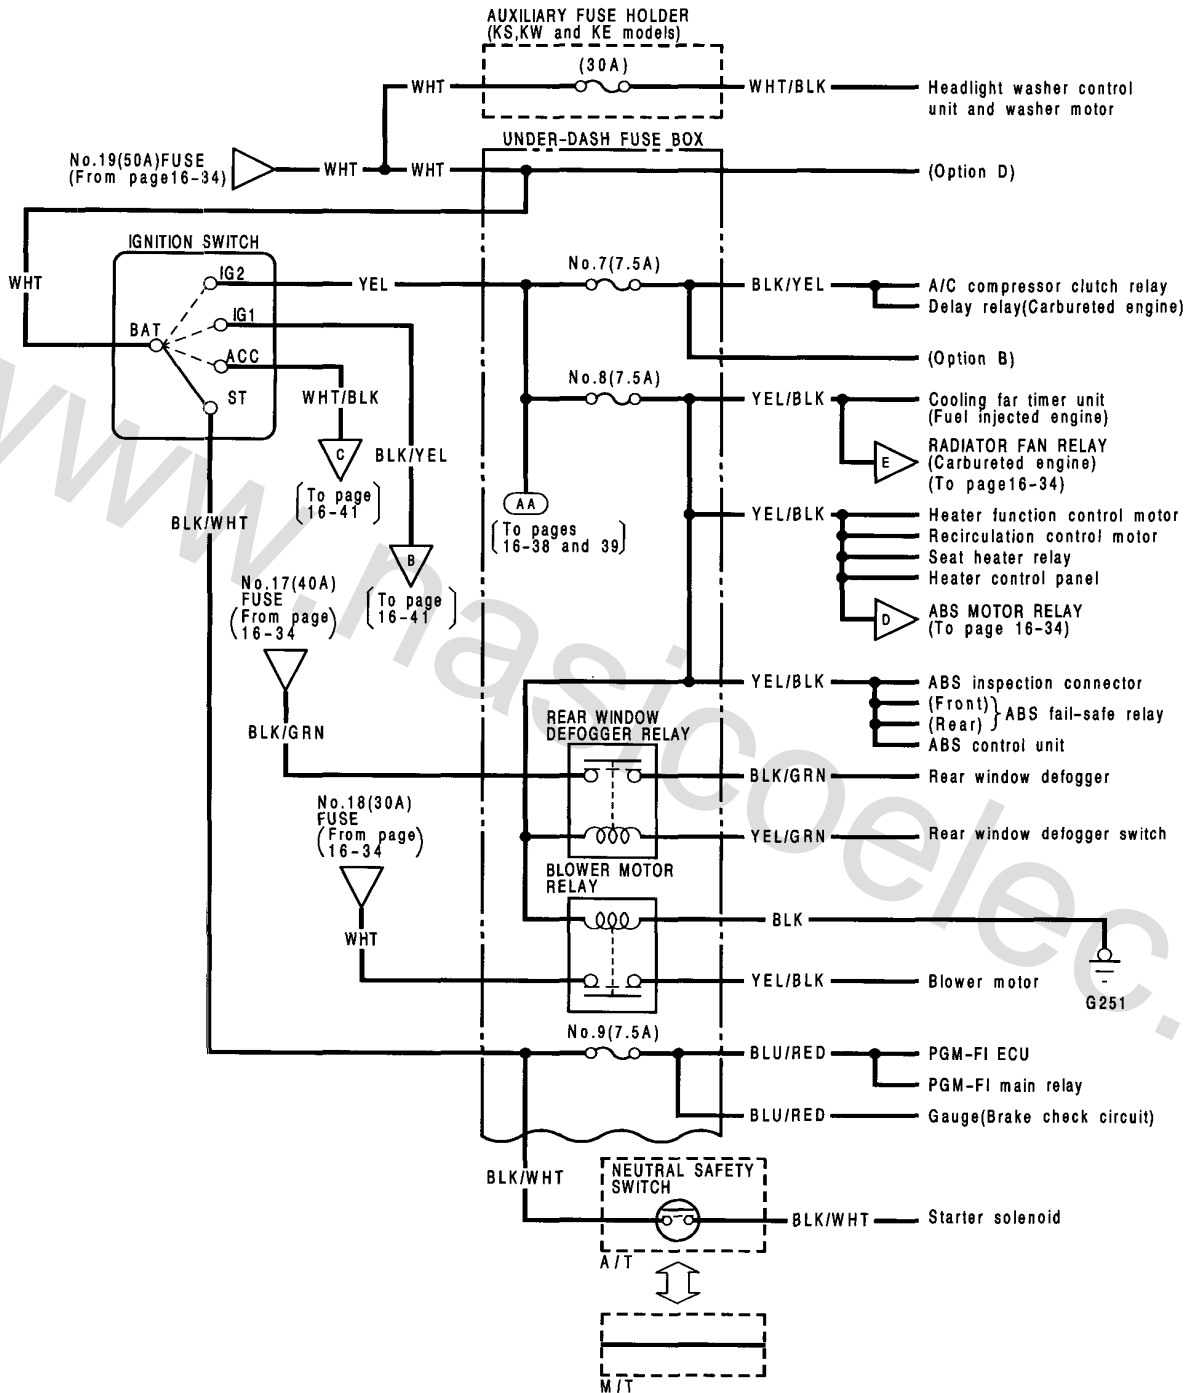 AUXILIARY FUSE HOLDER
(KS,KW and KE models)
(30A)
WHT
WHT/BLK
Headlight washer control
unit and washer motor
UNDER-DASH FUSE BOX
No.19(50A)FUSE
(From page16-34)
WHT
WHT
(Option D)
IGNITION SWITCH
WHT
IG2
YEL
No.7(7.5A)
BLK/YEL
A/C compressor clutch relay
Delay relay(Carbureted engine)
BAT
IG1
ACC
ST
(Option B)
WHT/BLK
No.8(7.5A)
YEL/BLK
Cooling far timer unit
(Fuel injected engine)
C
BLK/YEL
E
RADIATOR FAN RELAY
(Carbureted engine)
(To page16-34)
(To page
16-41)
AA
BLK/WHT
YEL/BLK
Heater function control motor
Recirculation control motor
Seat heater relay
Heater control panel
(To pages
16-38 and 39)
B
No.17(40A)
FUSE
(From page)
16-34
(To page
16-41)
D
ABS MOTOR RELAY
(To page 16-34)
YEL/BLK
ABS inspection connector
(Front)
(Rear)
ABS fail-safe relay
ABS control unit
BLK/GRN
REAR WINDOW
DEFOGGER RELAY
BLK/GRN
Rear window defogger
No.18(30A)
FUSE
(From page)
16-34
YEL/GRN
Rear window defogger switch
BLOWER MOTOR
RELAY
WHT
BLK
YEL/BLK
Blower motor
G251
No.9(7.5A)
BLU/RED
PGM-FI ECU
PGM-FI main relay
BLU/RED
Gauge(Brake check circuit)
BLK/WHT
NEUTRAL SAFETY
SWITCH
BLK/WHT
Starter solenoid
A/T
M/T
www.nasicoelec.